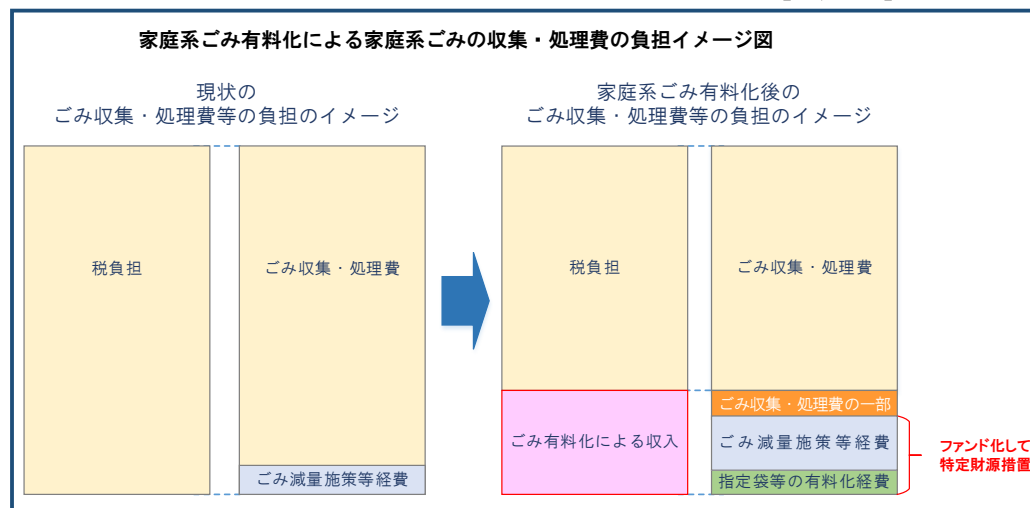 家庭系ごみ有料化による家庭系ごみの収集・処理費の負担イメージ図
現状の
ごみ収集・処理費等の負担のイメージ
家庭系ごみ有料化後の
ごみ収集・処理費等の負担のイメージ
税負担
ごみ収集・処理費
ごみ減量施策等経費
税負担
ごみ収集・処理費
ごみ有料化による収入
ごみ収集・処理費の一部
ごみ減量施策等経費
指定袋等の有料化経費
ファンド化して
特定財源措置